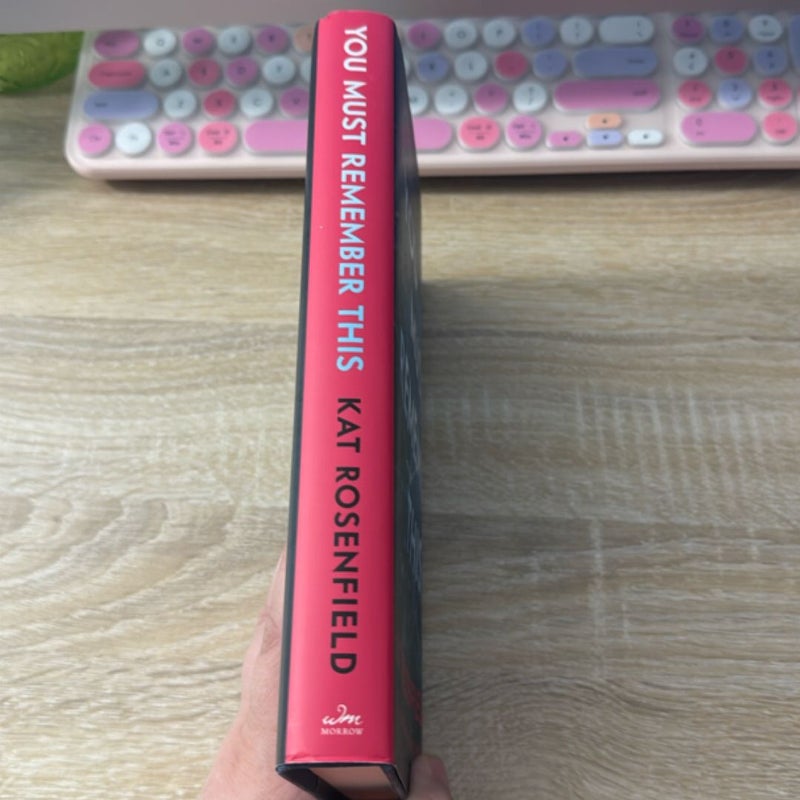 YOU MUST REMEMBER THIS
KAT ROSENFIELD
wm
MORROW